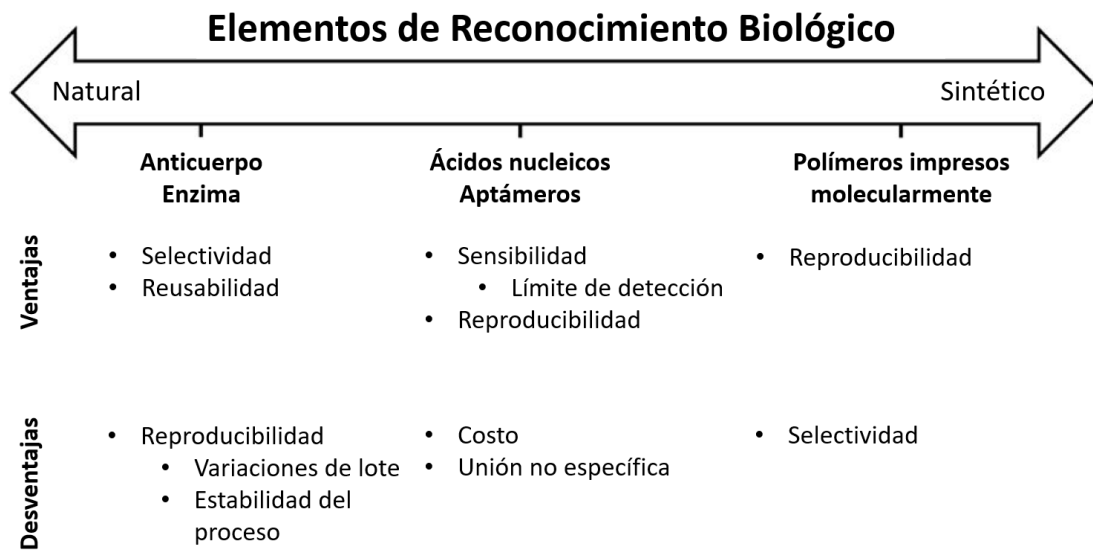 Elementos de Reconocimiento Biológico
Natural
Sintético
Anticuerpo
Enzima
Ácidos nucleicos
Aptámeros
Polímeros impresos
molecularmente
Ventajas
• Selectividad
• Reusabilidad
• Sensibilidad
• Límite de detección
• Reproducibilidad
• Reproducibilidad
Desventajas
• Reproducibilidad
• Variaciones de lote
• Estabilidad del
proceso
• Costo
• Unión no específica
• Selectividad